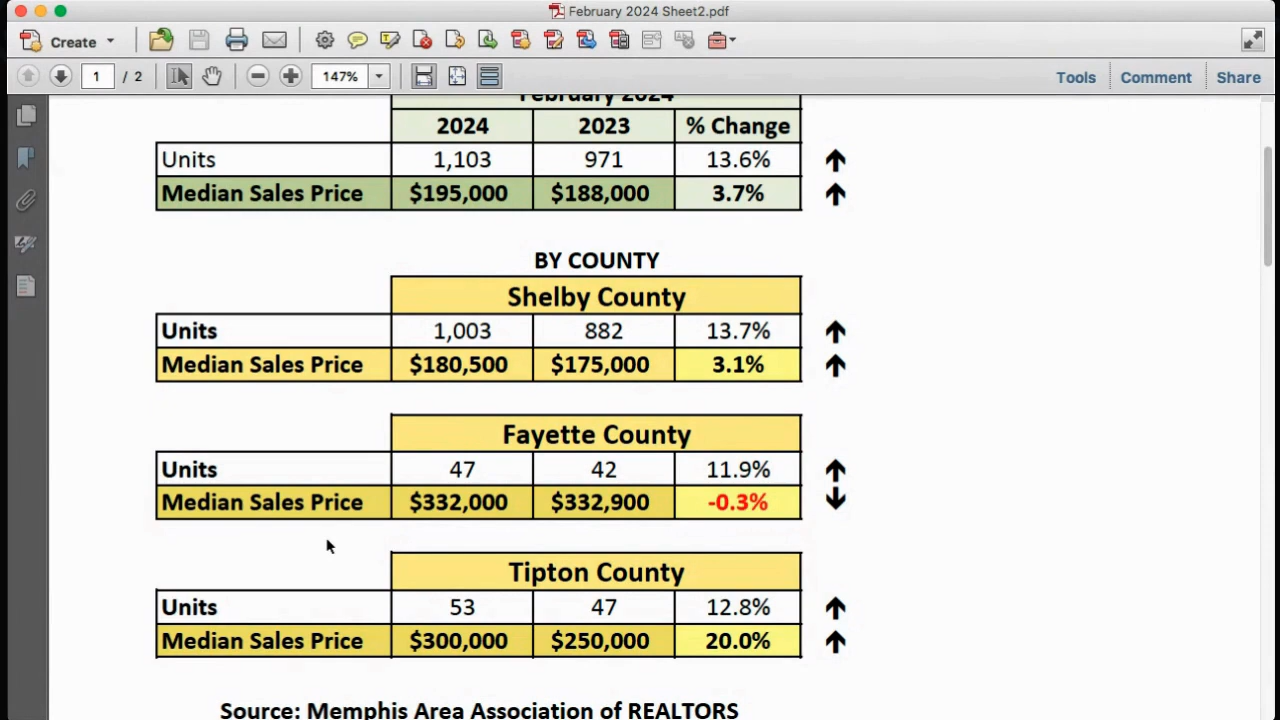 February 2024 Sheet2.pdf
Create
1 / 2
147%
Tools Comment Share
February 2024
2024 2023 % Change
Units 1,103 971 13.6%
Median Sales Price $195,000 $188,000 3.7%
BY COUNTY
Shelby County
Units 1,003 882 13.7%
Median Sales Price $180,500 $175,000 3.1%
Fayette County
Units 47 42 11.9%
Median Sales Price $332,000 $332,900 -0.3%
Tipton County
Units 53 47 12.8%
Median Sales Price $300,000 $250,000 20.0%
Source: Memphis Area Association of REALTORS